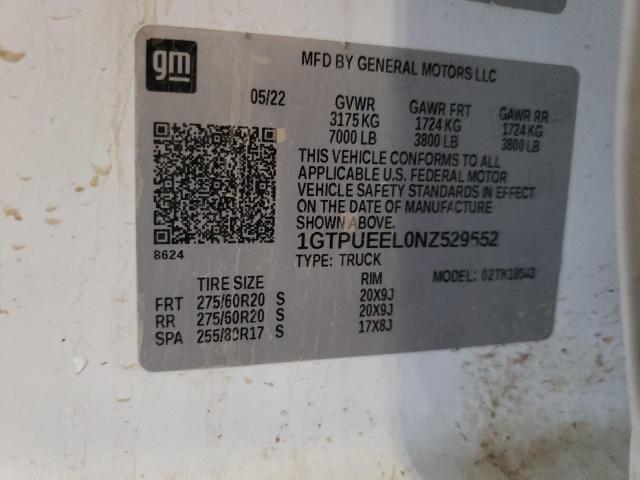 gm
MFD BY GENERAL MOTORS LLC
05/22 GVWR GAWR FRT GAWR RR
3175 KG 1724 KG 1724 KG
7000 LB 3800 LB 3800 LB
THIS VEHICLE CONFORMS TO ALL
APPLICABLE U.S. FEDERAL MOTOR
VEHICLE SAFETY STANDARDS IN EFFECT
ON THE DATE OF MANUFACTURE
SHOWN ABOVE.
1GTPUEEL0NZ529552
8624
TYPE: TRUCK MODEL: 02TK10543
TIRE SIZE RIM
FRT 275/60R20 S 20X9J
RR 275/60R20 S 20X9J
SPA 255/80R17 S 17X8J